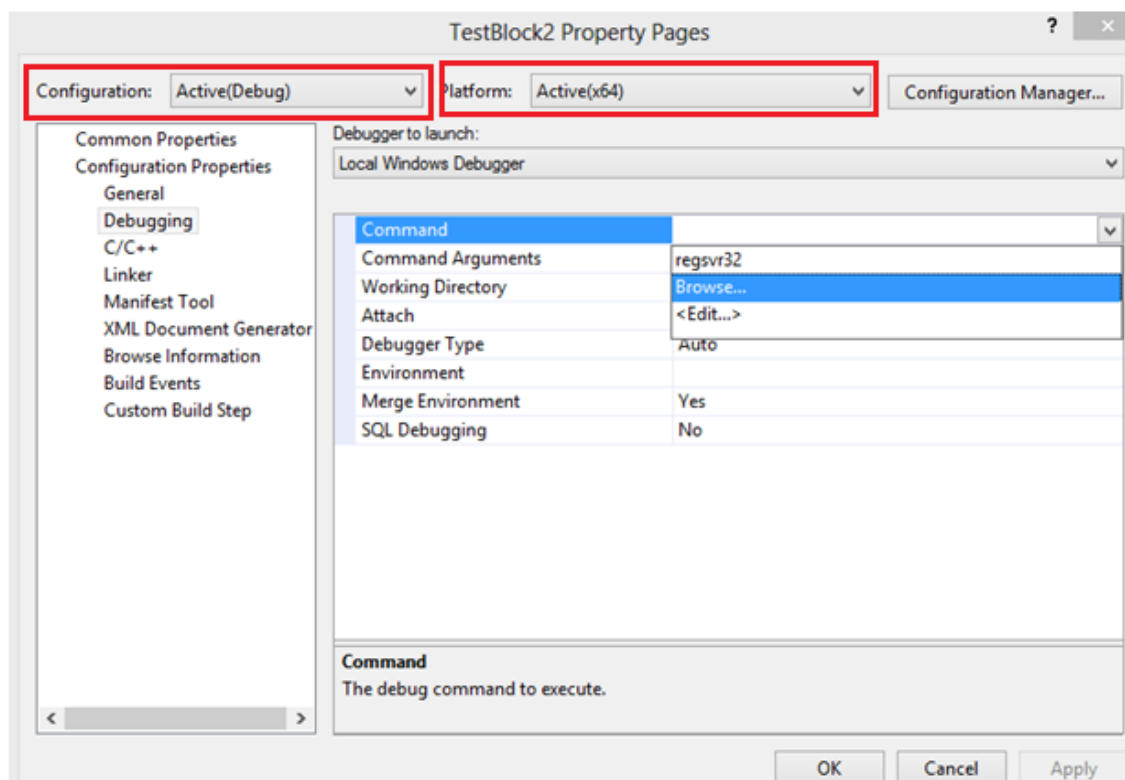 TestBlock2 Property Pages
?
Configuration: Active(Debug) Platform: Active(x64) Configuration Manager...
Common Properties
Configuration Properties
General
Debugging
C/C++
Linker
Manifest Tool
XML Document Generator
Browse Information
Build Events
Custom Build Step
Debugger to launch:
Local Windows Debugger
Command
Command Arguments regsvr32
Working Directory Browse...
Attach <Edit...>
Debugger Type Auto
Environment
Merge Environment Yes
SQL Debugging No
Command
The debug command to execute.
OK Cancel Apply